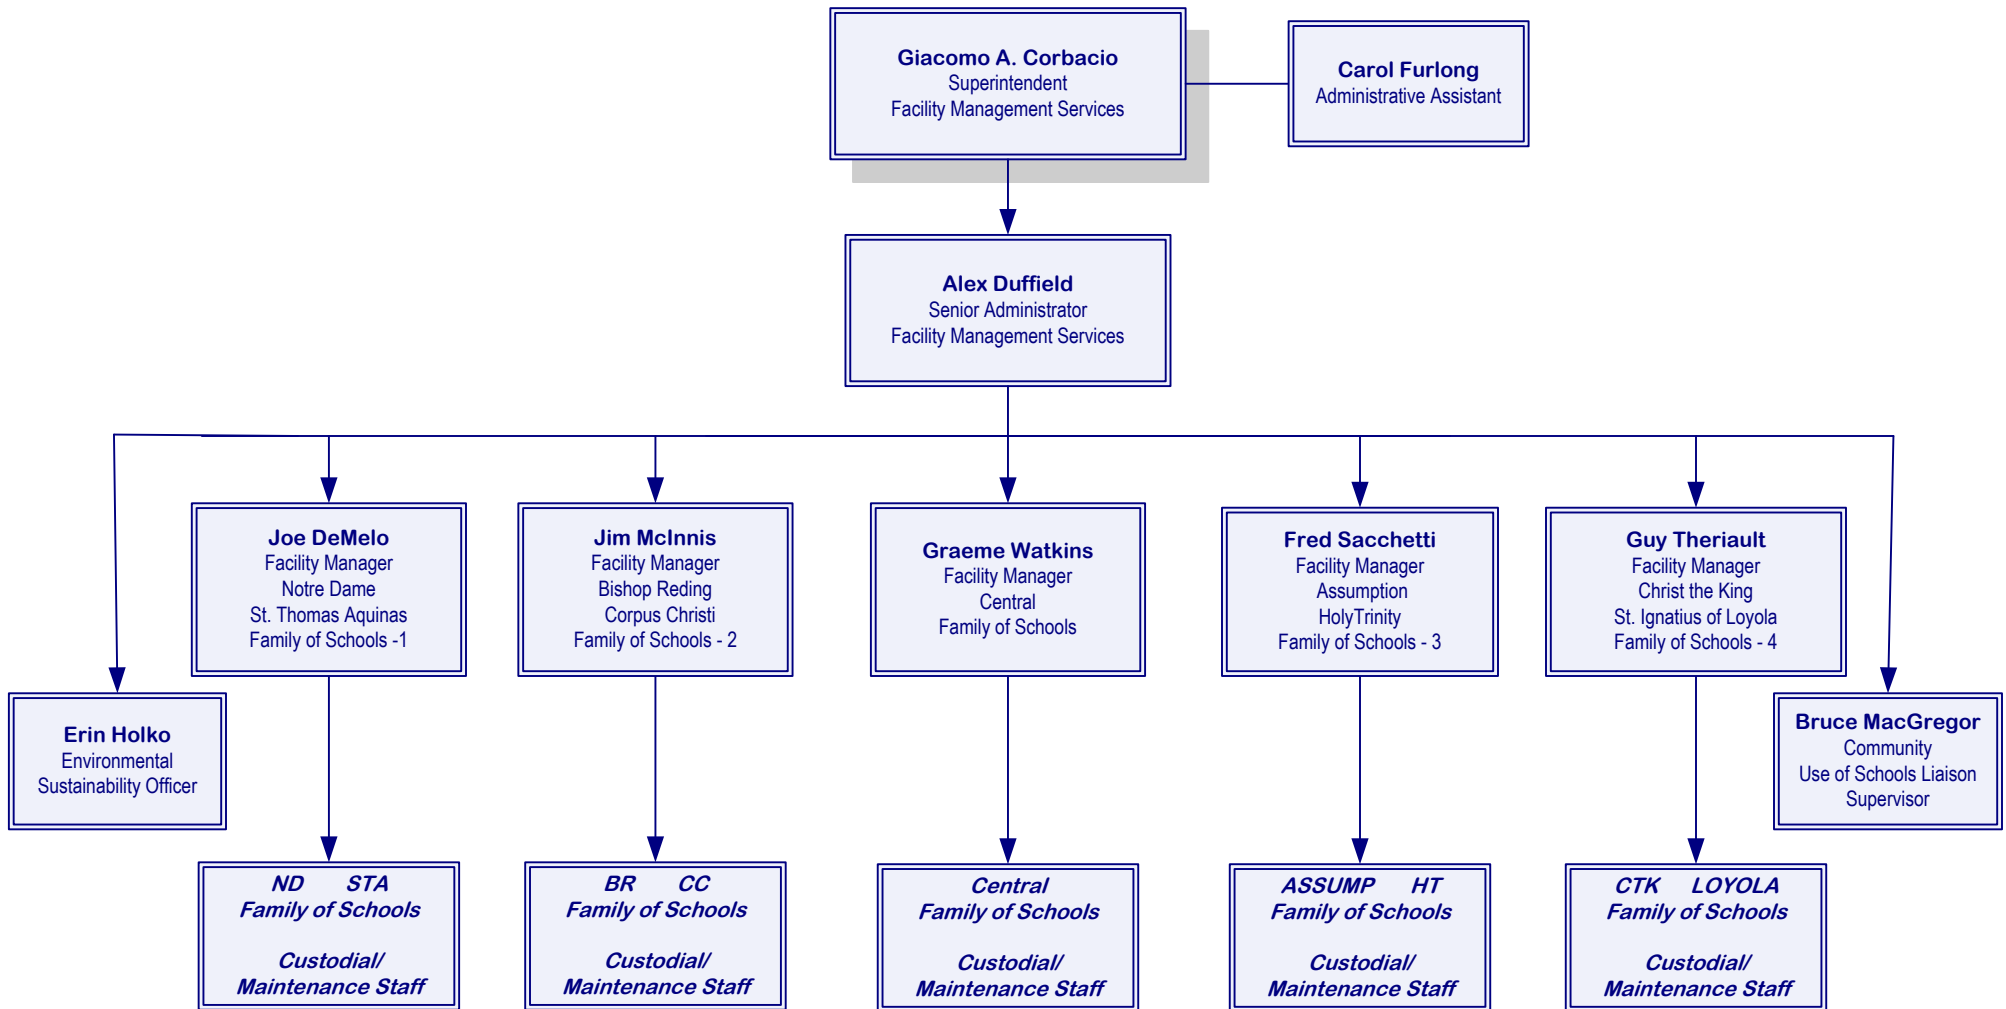 Giacomo A. Corbacio
Superintendent
Facility Management Services
Carol Furlong
Administrative Assistant
Alex Duffield
Senior Administrator
Facility Management Services
Joe DeMelo
Facility Manager
Notre Dame
St. Thomas Aquinas
Family of Schools -1
Jim McInnis
Facility Manager
Bishop Reding
Corpus Christi
Family of Schools - 2
Graeme Watkins
Facility Manager
Central
Family of Schools
Fred Sacchetti
Facility Manager
Assumption
HolyTrinity
Family of Schools - 3
Guy Theriault
Facility Manager
Christ the King
St. Ignatius of Loyola
Family of Schools - 4
Erin Holko
Environmental
Sustainability Officer
Bruce MacGregor
Community
Use of Schools Liaison
Supervisor
ND STA
Family of Schools
Custodial/
Maintenance Staff
BR CC
Family of Schools
Custodial/
Maintenance Staff
Central
Family of Schools
Custodial/
Maintenance Staff
ASSUMP HT
Family of Schools
Custodial/
Maintenance Staff
CTK LOYOLA
Family of Schools
Custodial/
Maintenance Staff